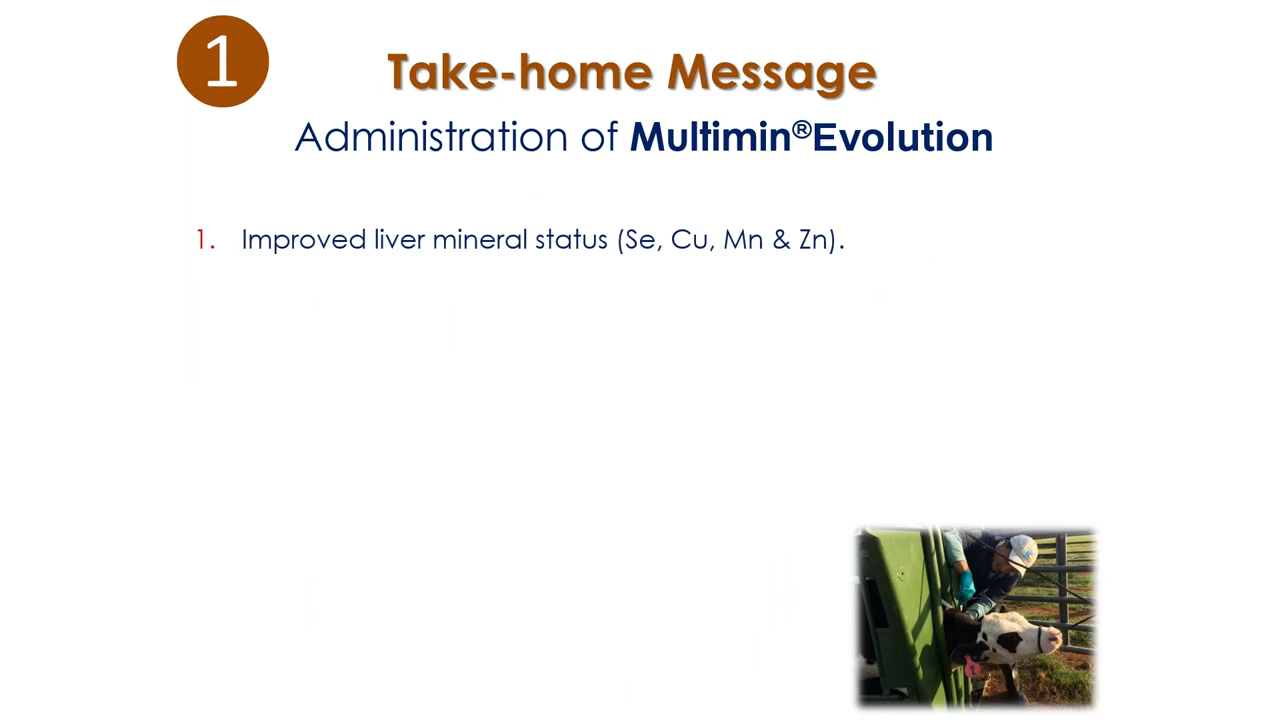 1
Take-home Message
Administration of Multimin®Evolution
1. Improved liver mineral status (Se, Cu, Mn & Zn).